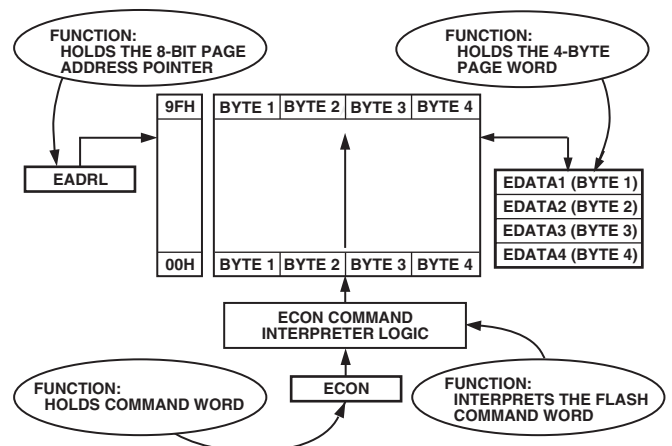 FUNCTION:
HOLDS THE 8-BIT PAGE
ADDRESS POINTER
FUNCTION:
HOLDS THE 4-BYTE
PAGE WORD
9FH
BYTE 1 BYTE 2 BYTE 3 BYTE 4
EADRL
EDATA1 (BYTE 1)
EDATA2 (BYTE 2)
EDATA3 (BYTE 3)
EDATA4 (BYTE 4)
00H
BYTE 1 BYTE 2 BYTE 3 BYTE 4
ECON COMMAND
INTERPRETER LOGIC
FUNCTION:
HOLDS COMMAND WORD
ECON
FUNCTION:
INTERPRETS THE FLASH
COMMAND WORD